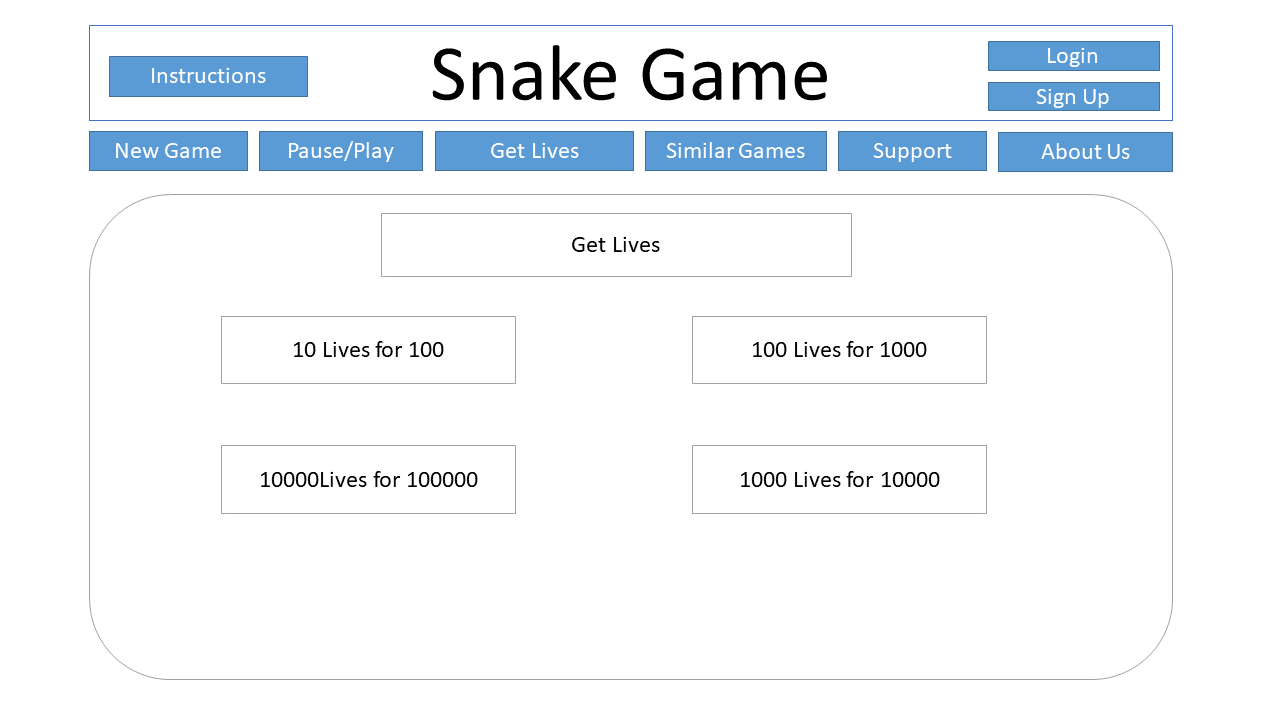 Instructions
Snake Game
Login
Sign Up
New Game
Pause/Play
Get Lives
Similar Games
Support
About Us
Get Lives
10 Lives for 100
100 Lives for 1000
10000Lives for 100000
1000 Lives for 10000